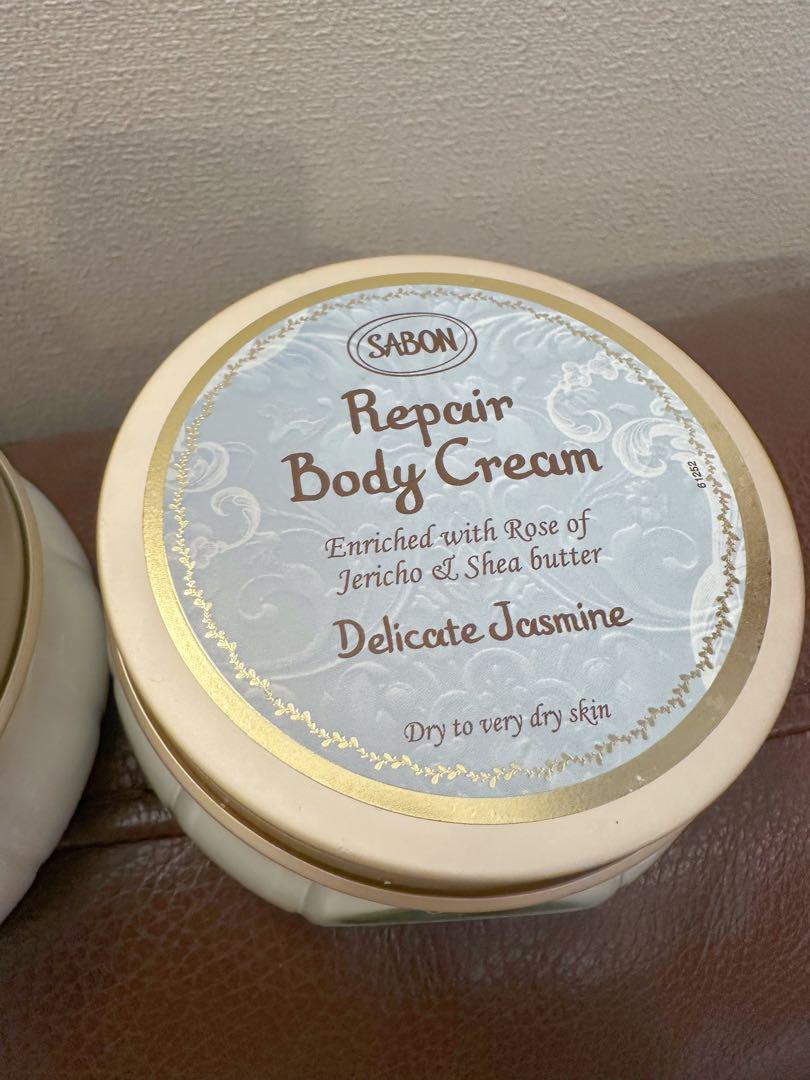 SABON
Repair
Body Cream
61252
Enriched with Rose of
Jericho & Shea butter
Delicate Jasmine
Dry to very dry skin